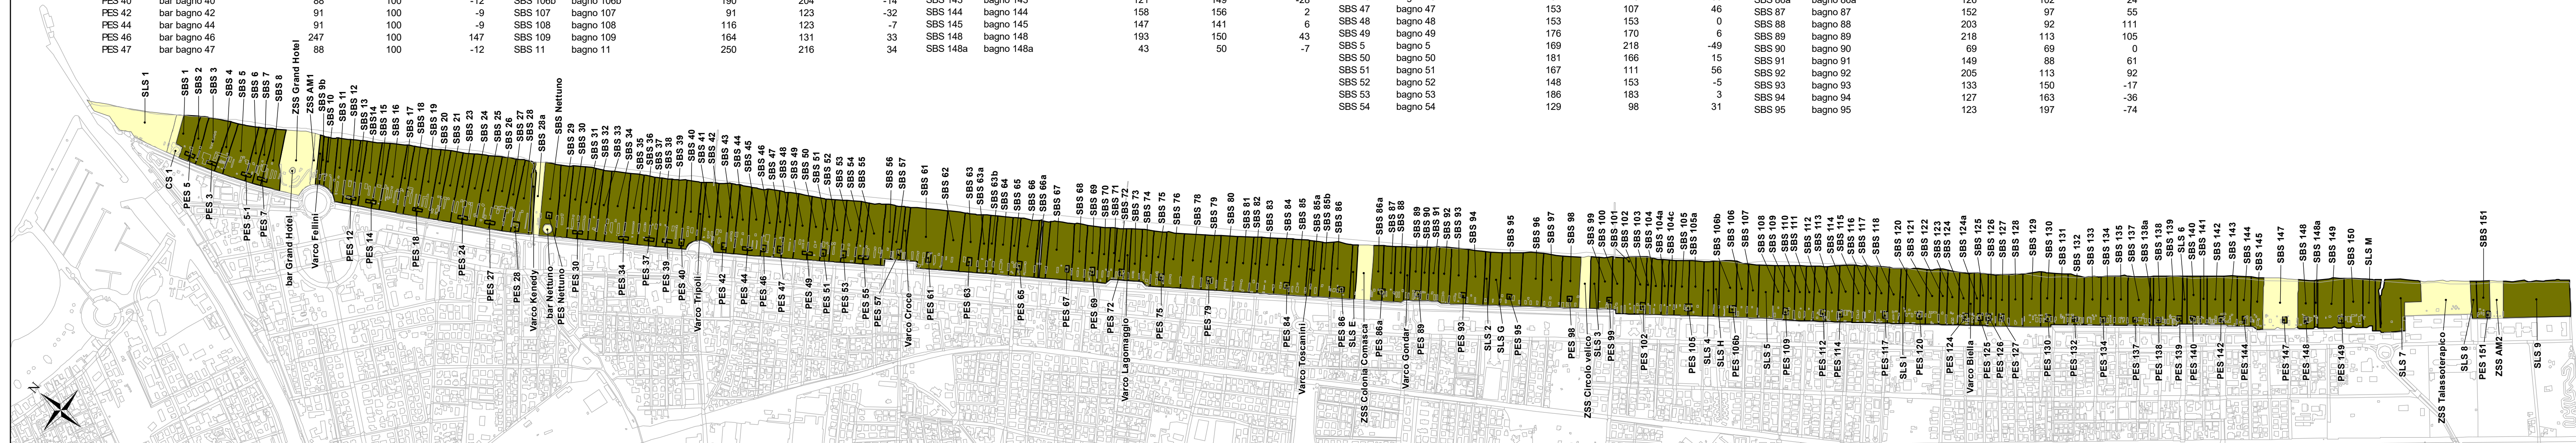 PES 40 bar bagno 40 88 100 -12
PES 42 bar bagno 42 91 100 -9
PES 44 bar bagno 44 91 100 -9
PES 46 bar bagno 46 247 100 147
PES 47 bar bagno 47 88 100 -12
SBS 106b bagno 106b 190 204 -14
SBS 107 bagno 107 91 123 -32
SBS 108 bagno 108 116 123 -7
SBS 109 bagno 109 164 131 33
SBS 11 bagno 11 250 216 34
SBS 143 bagno 143 121 149 -28
SBS 144 bagno 144 158 156 2
SBS 145 bagno 145 147 141 6
SBS 148 bagno 148 193 150 43
SBS 148a bagno 148a 43 50 -7
SBS 47 bagno 47 153 107 46
SBS 48 bagno 48 153 153 0
SBS 49 bagno 49 176 170 6
SBS 5 bagno 5 169 218 -49
SBS 50 bagno 50 181 166 15
SBS 51 bagno 51 167 111 56
SBS 52 bagno 52 148 153 -5
SBS 53 bagno 53 186 183 3
SBS 54 bagno 54 129 98 31
SBS 86a bagno 86a 126 102 24
SBS 87 bagno 87 152 97 55
SBS 88 bagno 88 203 92 111
SBS 89 bagno 89 218 113 105
SBS 90 bagno 90 69 69 0
SBS 91 bagno 91 149 88 61
SBS 92 bagno 92 205 113 92
SBS 93 bagno 93 133 150 -17
SBS 94 bagno 94 127 163 -36
SBS 95 bagno 95 123 197 -74
SLS 1
SBS 1
SBS 2
SBS 3
SBS 4
SBS 5
SBS 6
SBS 7
SBS 8
ZSS Grand Hotel
ZSS AM1
SBS 9b
SBS 10
SBS 11
SBS 12
SBS 13
SBS14
SBS 15
SBS 16
SBS 17
SBS 18
SBS 19
SBS 20
SBS 21
SBS 23
SBS 24
SBS 25
SBS 26
SBS 27
SBS 28
SBS 28a
SBS Nettuno
SBS 29
SBS 30
SBS 31
SBS 32
SBS 33
SBS 34
SBS 35
SBS 36
SBS 37
SBS 38
SBS 39
SBS 40
SBS 41
SBS 42
SBS 43
SBS 44
SBS 45
SBS 46
SBS 47
SBS 48
SBS 49
SBS 50
SBS 51
SBS 52
SBS 53
SBS 54
SBS 55
SBS 56
SBS 57
SBS 61
SBS 62
SBS 63
SBS 63a
SBS 63b
SBS 64
SBS 65
SBS 66
SBS 66a
SBS 67
SBS 68
SBS 69
SBS 70
SBS 71
SBS 72
SBS 73
SBS 74
SBS 75
SBS 76
SBS 78
SBS 79
SBS 80
SBS 81
SBS 82
SBS 83
SBS 84
SBS 85
SBS 85a
SBS 85b
SBS 86
SBS 86a
SBS 87
SBS 88
SBS 89
SBS 90
SBS 91
SBS 92
SBS 93
SBS 94
SBS 95
SBS 96
SBS 97
SBS 98
SBS 99
SBS 100
SBS 101
SBS 102
SBS 103
SBS 104
SBS 104a
SBS 104c
SBS 105
SBS 105a
SBS 106b
SBS 106
SBS 107
SBS 108
SBS 109
SBS 110
SBS 111
SBS 112
SBS 113
SBS 114
SBS 115
SBS 116
SBS 117
SBS 118
SBS 120
SBS 121
SBS 122
SBS 123
SBS 124
SBS 124a
SBS 125
SBS 126
SBS 127
SBS 128
SBS 129
SBS 130
SBS 131
SBS 132
SBS 133
SBS 134
SBS 135
SBS 137
SBS 138a
SBS 138
SBS 139
SLS 6
SBS 140
SBS 141
SBS 142
SBS 143
SBS 144
SBS 145
SBS 147
SBS 148
SBS 148a
SBS 149
SBS 150
SLS M
SBS 151
CS 1
PES 5
PES 3
PES 5-1
PES 7
bar Grand Hotel
Varco Fellini
PES 12
PES 14
PES 18
PES 24
PES 27
PES 28
Varco Kenedy
bar Nettuno
PES Nettuno
PES 30
PES 34
PES 37
PES 39
PES 40
Varco Tripoli
PES 42
PES 44
PES 46
PES 47
PES 49
PES 51
PES 53
PES 55
PES 57
Varco Croce
PES 61
PES 63
PES 65
PES 67
PES 69
PES 72
Varco Lagomaggio
PES 75
PES 79
PES 84
Varco Toscanini
PES 86
SLS E
ZSS Colonia Comasca
PES 86a
Varco Gondar
PES 89
PES 93
SLS 2
SLS G
PES 95
PES 98
ZSS Circolo velico
SLS 3
PES 99
PES 102
PES 105
SLS 4
SLS H
PES 106b
SLS 5
PES 109
PES 112
PES 114
PES 117
SLS I
PES 120
PES 124
Varco Biella
PES 125
PES 126
PES 127
PES 130
PES 132
PES 134
PES 137
PES 138
PES 139
PES 140
PES 142
PES 144
PES 147
PES 148
PES 149
SLS 7
ZSS Talassoterapico
SLS 8
PES 151
ZSS AM2
SLS 9
N